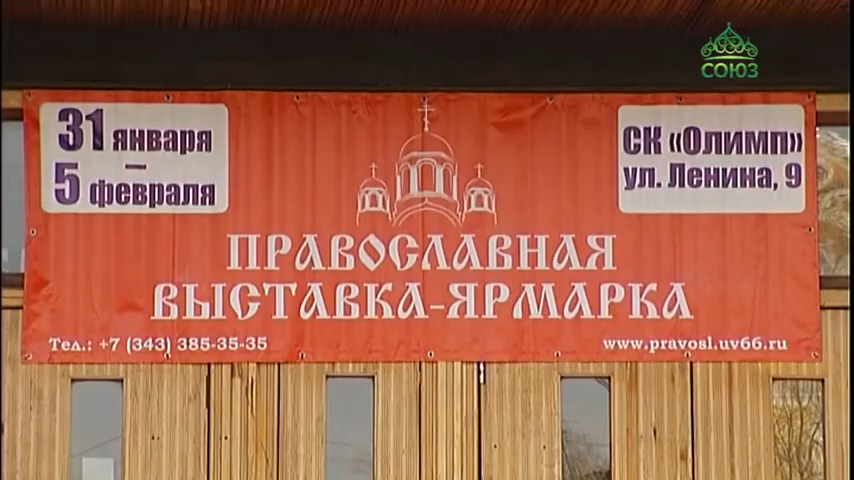 СОЮЗ
31 января
–
5 февраля
СК «Олимп»
ул. Ленина, 9
ПРАВОСЛАВНАЯ
ВЫСТАВКА-ЯРМАРКА
Тел.: +7 (343) 385-35-35
www.pravosl.uv66.ru